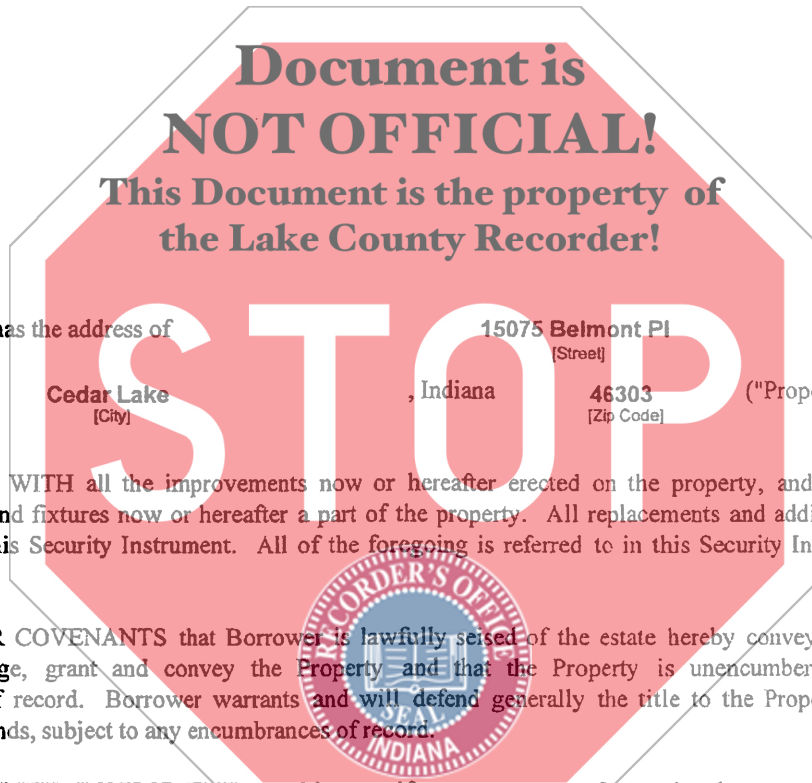 Document is
NOT OFFICIAL!
This Document is the property of
the Lake County Recorder!
STOP
has the address of 15075 Belmont Pl
[Street]
Cedar Lake , Indiana 46303 ("Prope
[City] [Zip Code]
WITH all the improvements now or hereafter erected on the property, and
nd fixtures now or hereafter a part of the property. All replacements and addi
is Security Instrument. All of the foregoing is referred to in this Security In
RECORDER'S OFFICE
R COVENANTS that Borrower is lawfully seised of the estate hereby convey
ge, grant and convey the Property and that the Property is unencumber
f record. Borrower warrants and will defend generally the title to the Prope
nds, subject to any encumbrances of record.
SEAL
INDIANA